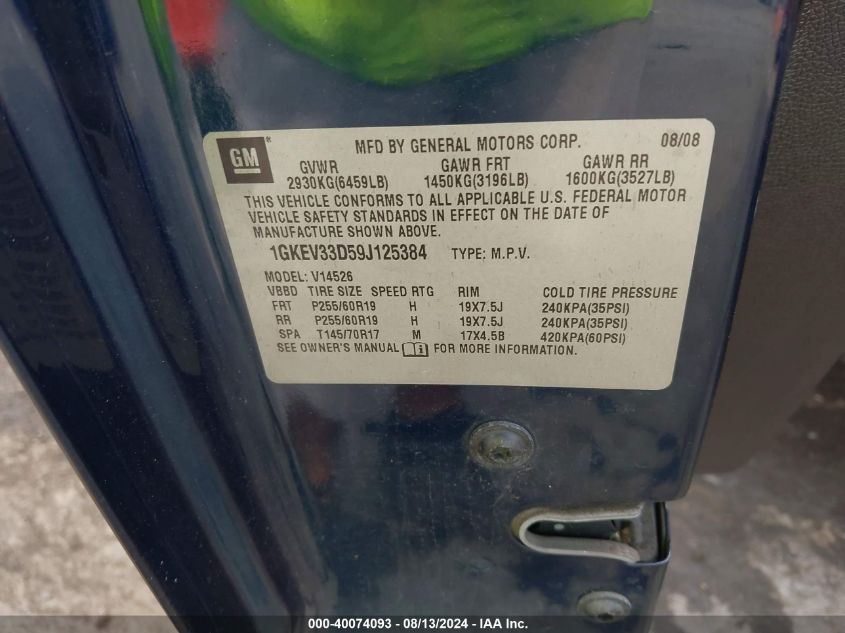 GM
MFD BY GENERAL MOTORS CORP. 08/08
GVWR GAWR FRT GAWR RR
2930KG(6459LB) 1450KG(3196LB) 1600KG(3527LB)
THIS VEHICLE CONFORMS TO ALL APPLICABLE U.S. FEDERAL MOTOR
VEHICLE SAFETY STANDARDS IN EFFECT ON THE DATE OF
MANUFACTURE SHOWN ABOVE.
1GKEV33D59J125384 TYPE: M.P.V.
MODEL: V14526
VBBD TIRE SIZE SPEED RTG RIM COLD TIRE PRESSURE
FRT P255/60R19 H 19X7.5J 240KPA(35PSI)
RR P255/60R19 H 19X7.5J 240KPA(35PSI)
SPA T145/70R17 M 17X4.5B 420KPA(60PSI)
SEE OWNER'S MANUAL FOR MORE INFORMATION.
000-40074093 - 08/13/2024 - IAA Inc.